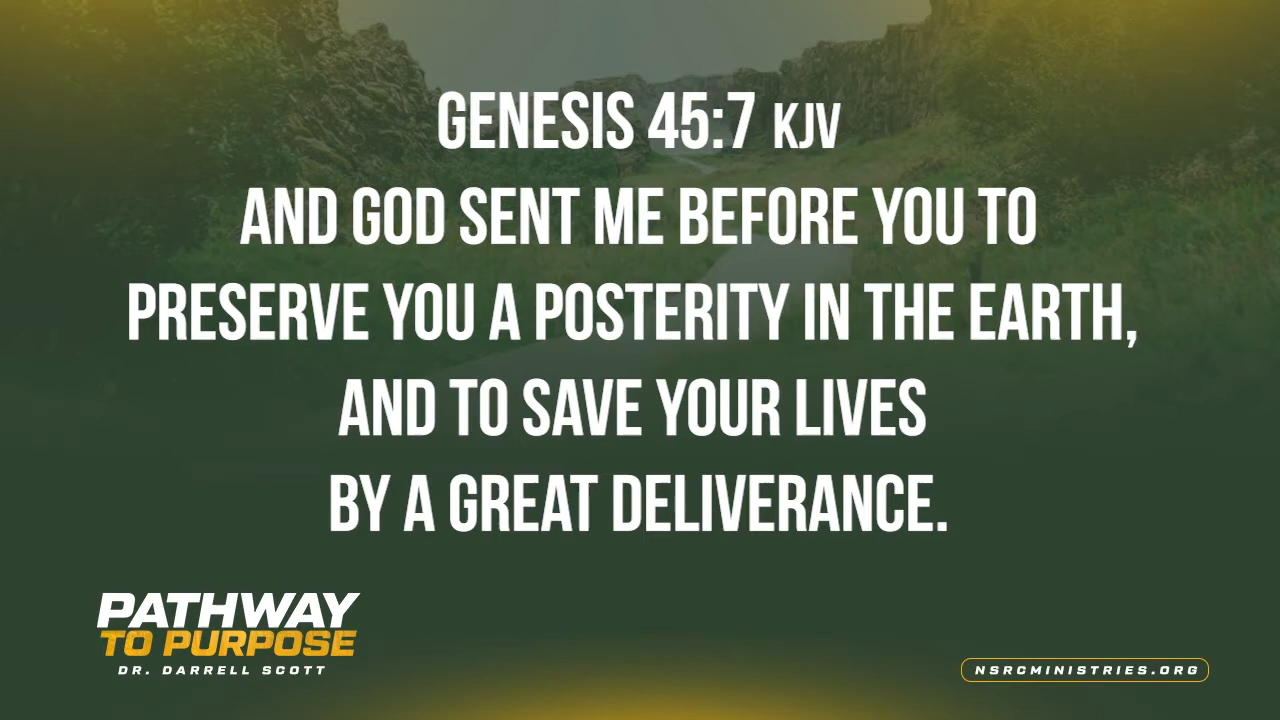 GENESIS 45:7 KJV
AND GOD SENT ME BEFORE YOU TO
PRESERVE YOU A POSTERITY IN THE EARTH,
AND TO SAVE YOUR LIVES
BY A GREAT DELIVERANCE.
PATHWAY
TO PURPOSE
DR. DARRELL SCOTT
NSRCMINISTRIES.ORG